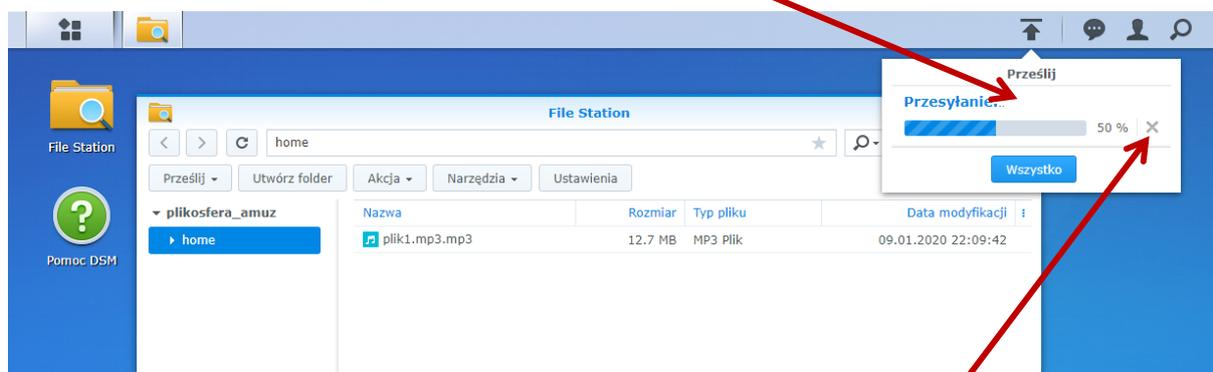 Prześlij
Przesyłanie...
50 %
Wszystko
File Station
File Station
home
Prześlij
Utwórz folder
Akcja
Narzędzia
Ustawienia
plikosfera_amuz
home
Nazwa
Rozmiar
Typ pliku
Data modyfikacji
plik1.mp3.mp3
12.7 MB
MP3 Plik
09.01.2020 22:09:42
Pomoc DSM